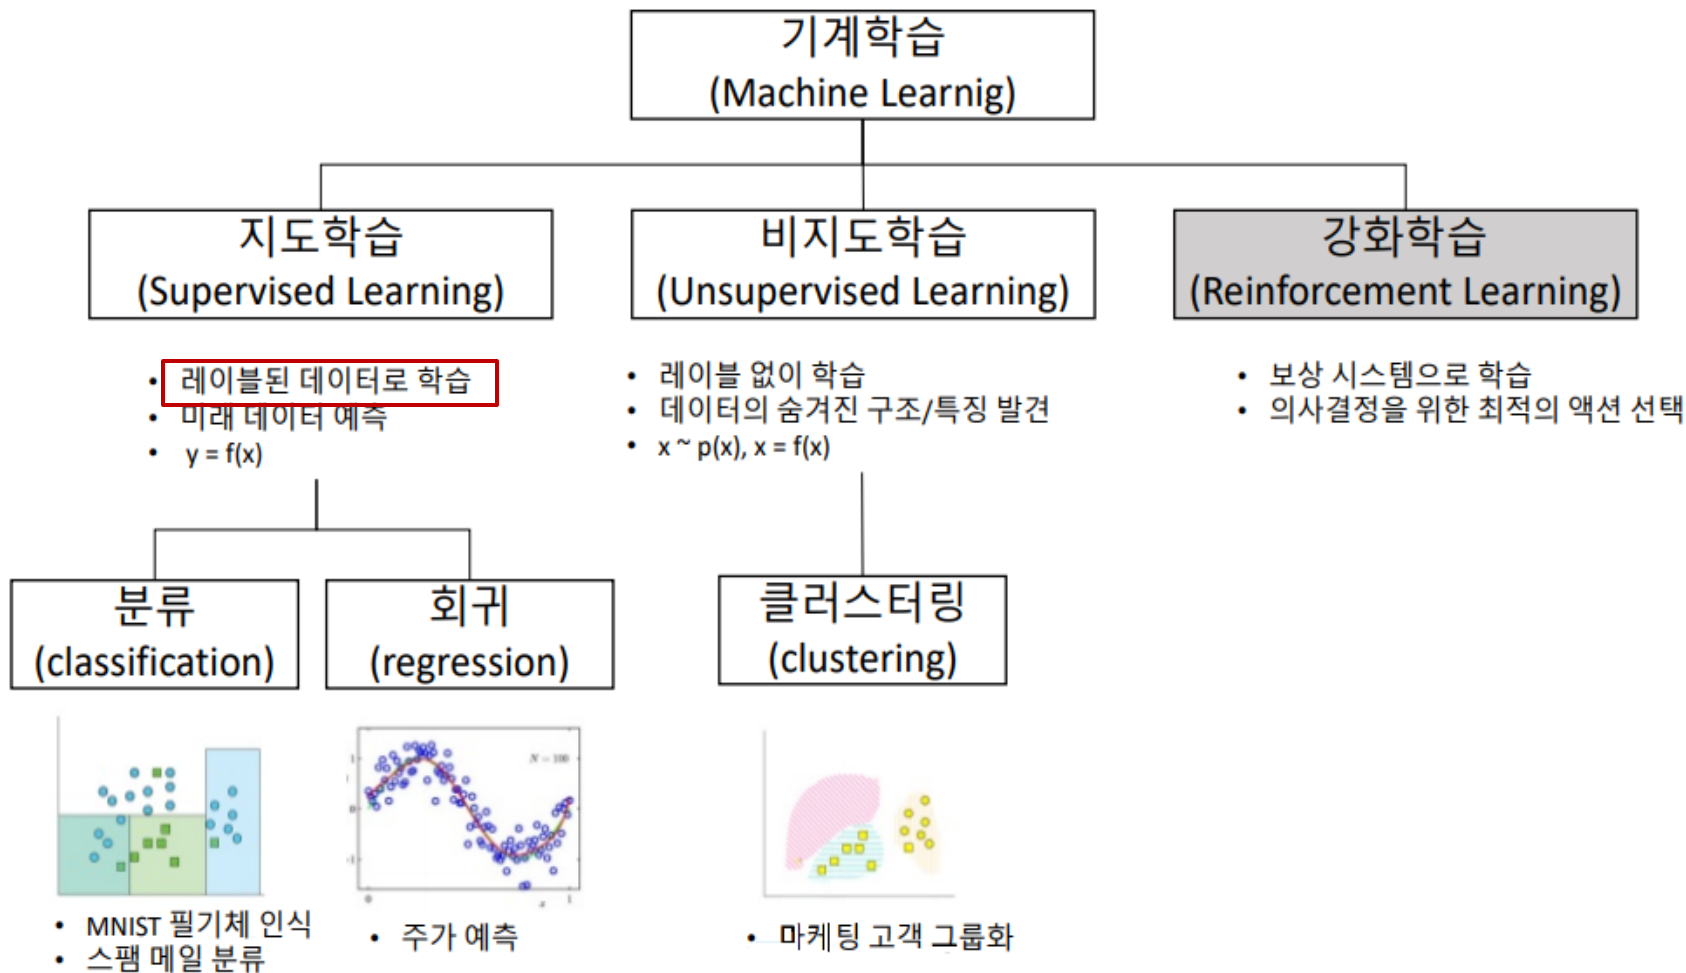 기계학습
(Machine Learnig)
지도학습
(Supervised Learning)
비지도학습
(Unsupervised Learning)
강화학습
(Reinforcement Learning)
• 레이블된 데이터로 학습
• 미래 데이터 예측
• y = f(x)
• 레이블 없이 학습
• 데이터의 숨겨진 구조/특징 발견
• x ~ p(x), x = f(x)
• 보상 시스템으로 학습
• 의사결정을 위한 최적의 액션 선택
분류
(classification)
회귀
(regression)
클러스터링
(clustering)
N = 100
1
0
-1
0
x
1
• MNIST 필기체 인식
• 스팸 메일 분류
• 주가 예측
• 마케팅 고객 그룹화